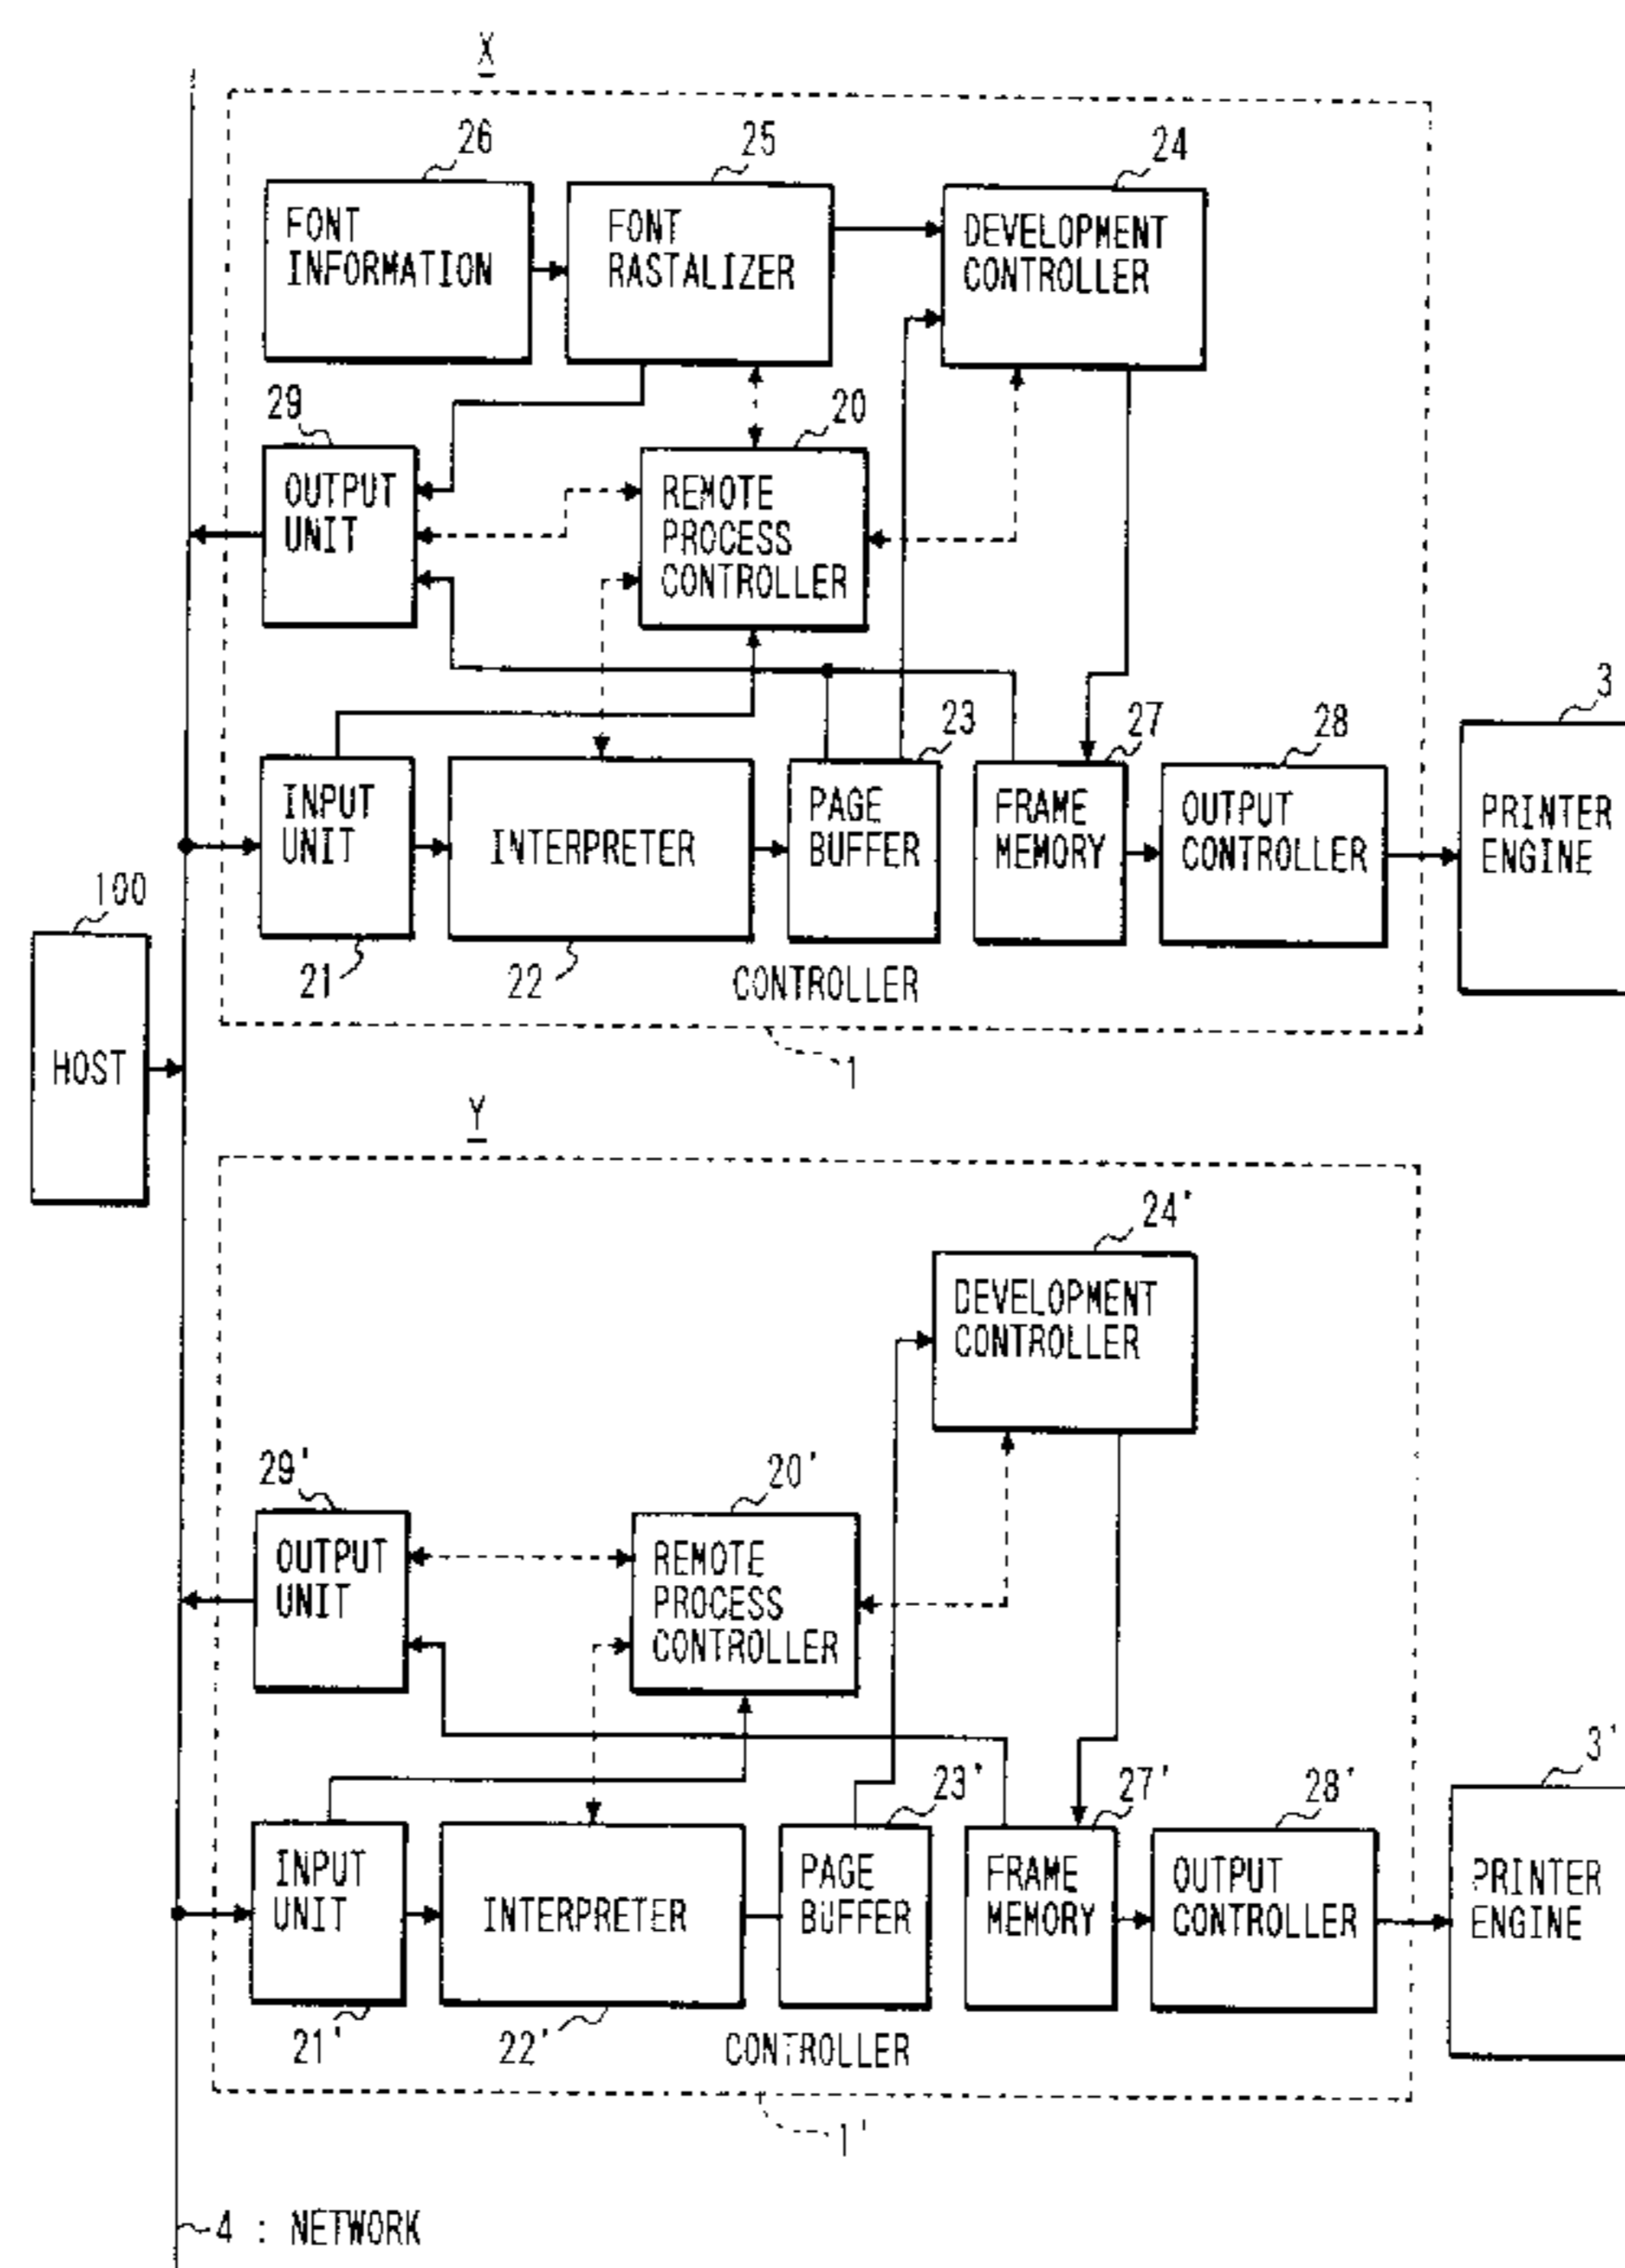 X
26
25
24
FONT
INFORMATION
FONT
RASTALIZER
DEVELOPMENT
CONTROLLER
29
20
OUTPUT
UNIT
REMOTE
PROCESS
CONTROLLER
23
27
28
3
INPUT
UNIT
INTERPRETER
PAGE
BUFFER
FRAME
MEMORY
OUTPUT
CONTROLLER
PRINTER
ENGINE
100
21
22
CONTROLLER
HOST
1
Y
24'
DEVELOPMENT
CONTROLLER
29'
20'
OUTPUT
UNIT
REMOTE
PROCESS
CONTROLLER
23'
27'
28'
3'
INPUT
UNIT
INTERPRETER
PAGE
BUFFER
FRAME
MEMORY
OUTPUT
CONTROLLER
PRINTER
ENGINE
21'
22'
CONTROLLER
1'
4 : NETWORK